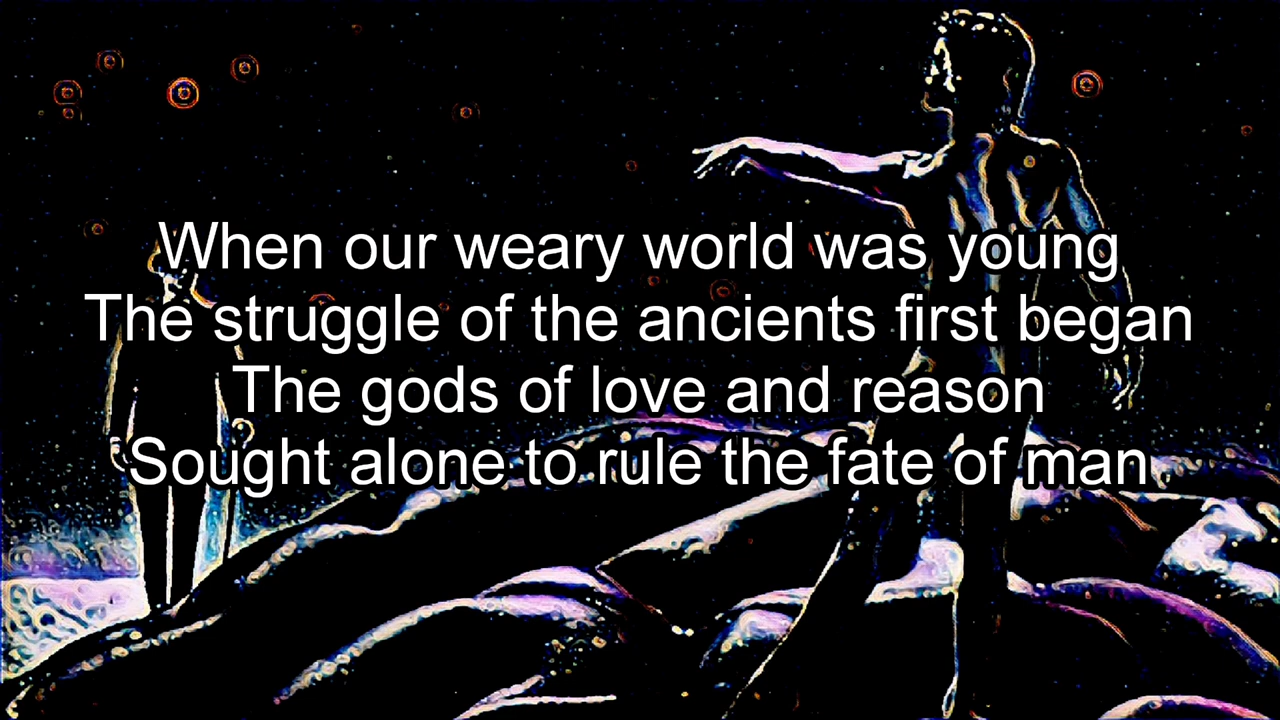 When our weary world was young
The struggle of the ancients first began
The gods of love and reason
Sought alone to rule the fate of man